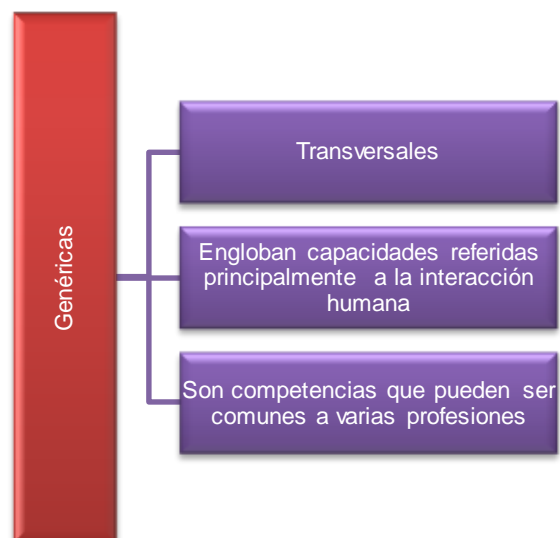 Genéricas
Transversales
Engloban capacidades referidas
principalmente a la interacción
humana
Son competencias que pueden ser
comunes a varias profesiones